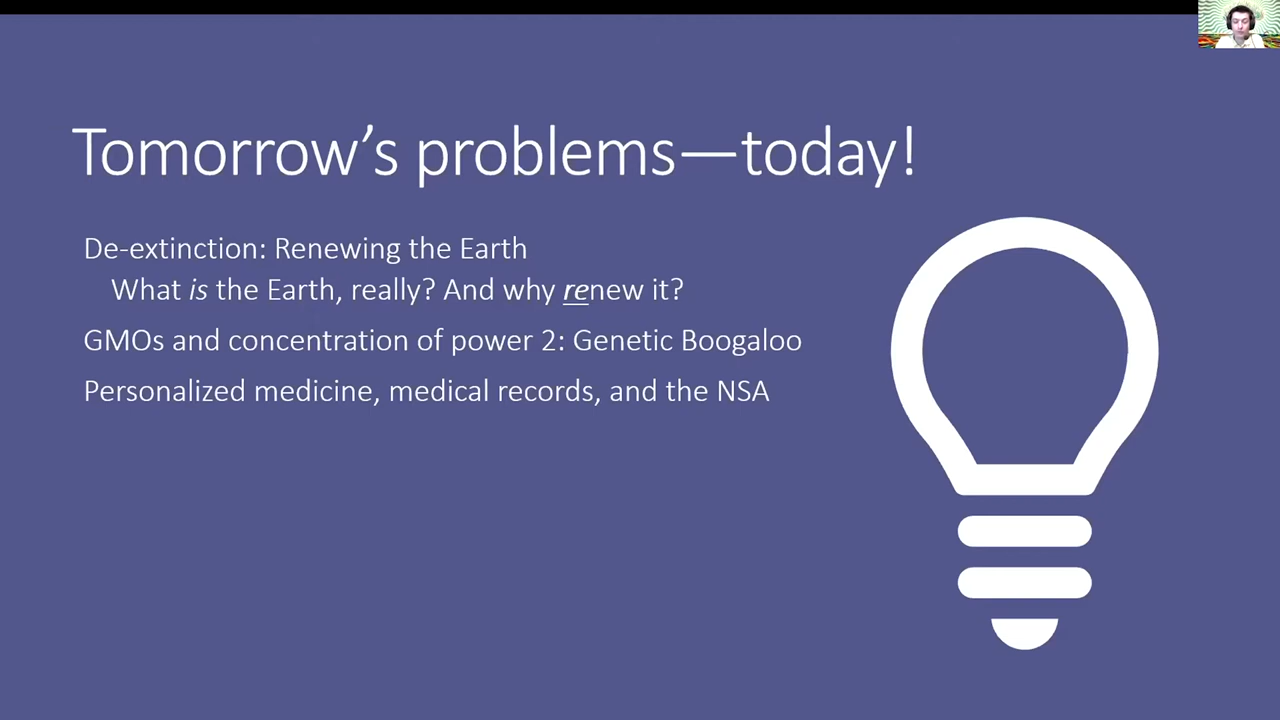 Tomorrow’s problems—today!
De-extinction: Renewing the Earth
What is the Earth, really? And why renew it?
GMOs and concentration of power 2: Genetic Boogaloo
Personalized medicine, medical records, and the NSA